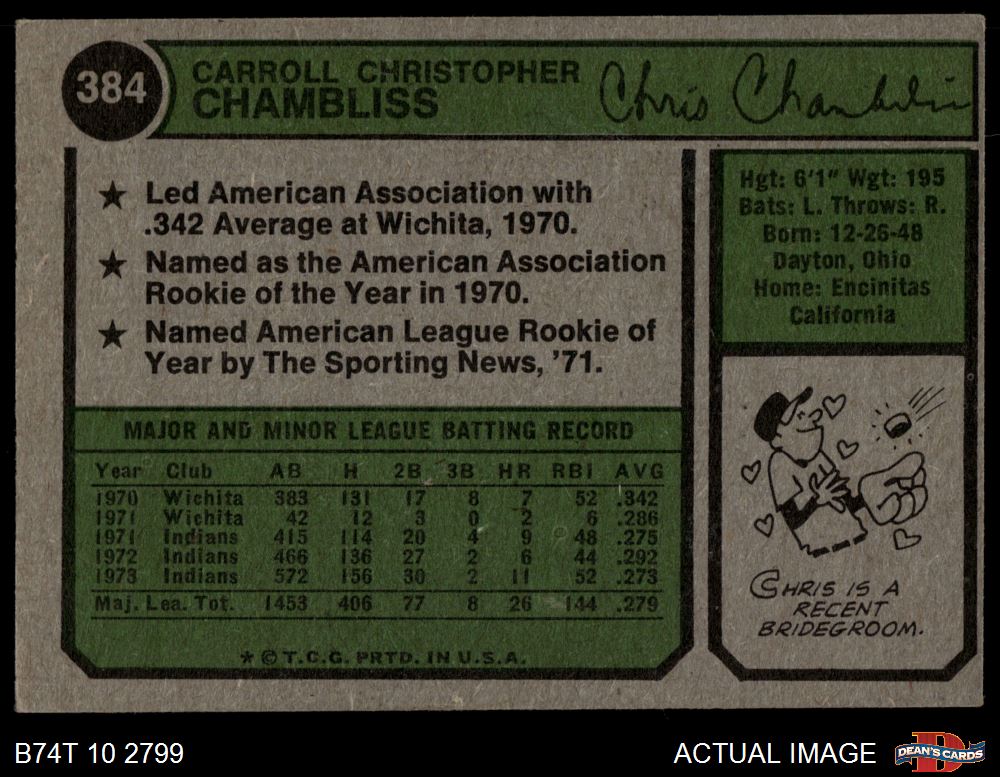 384
CARROLL CHRISTOPHER
CHAMBLISS
Chris Chambliss
★ Led American Association with
.342 Average at Wichita, 1970.
★ Named as the American Association
Rookie of the Year in 1970.
★ Named American League Rookie of
Year by The Sporting News, '71.
Hgt: 6'1" Wgt: 195
Bats: L. Throws: R.
Born: 12-26-48
Dayton, Ohio
Home: Encinitas
California
MAJOR AND MINOR LEAGUE BATTING RECORD
Year Club AB H 2B 3B HR RBI AVG
1970 Wichita 383 131 17 8 7 52 .342
1971 Wichita 42 12 3 0 2 6 .286
1971 Indians 415 114 20 4 9 48 .275
1972 Indians 466 136 27 2 6 44 .292
1973 Indians 572 156 30 2 11 52 .273
Maj. Lea. Tot. 1453 406 77 8 26 144 .279
★ © T.C.G. PRTD. IN U.S.A.
CHRIS IS A
RECENT
BRIDEGROOM.
B74T 10 2799
ACTUAL IMAGE
D
DEAN'S CARDS